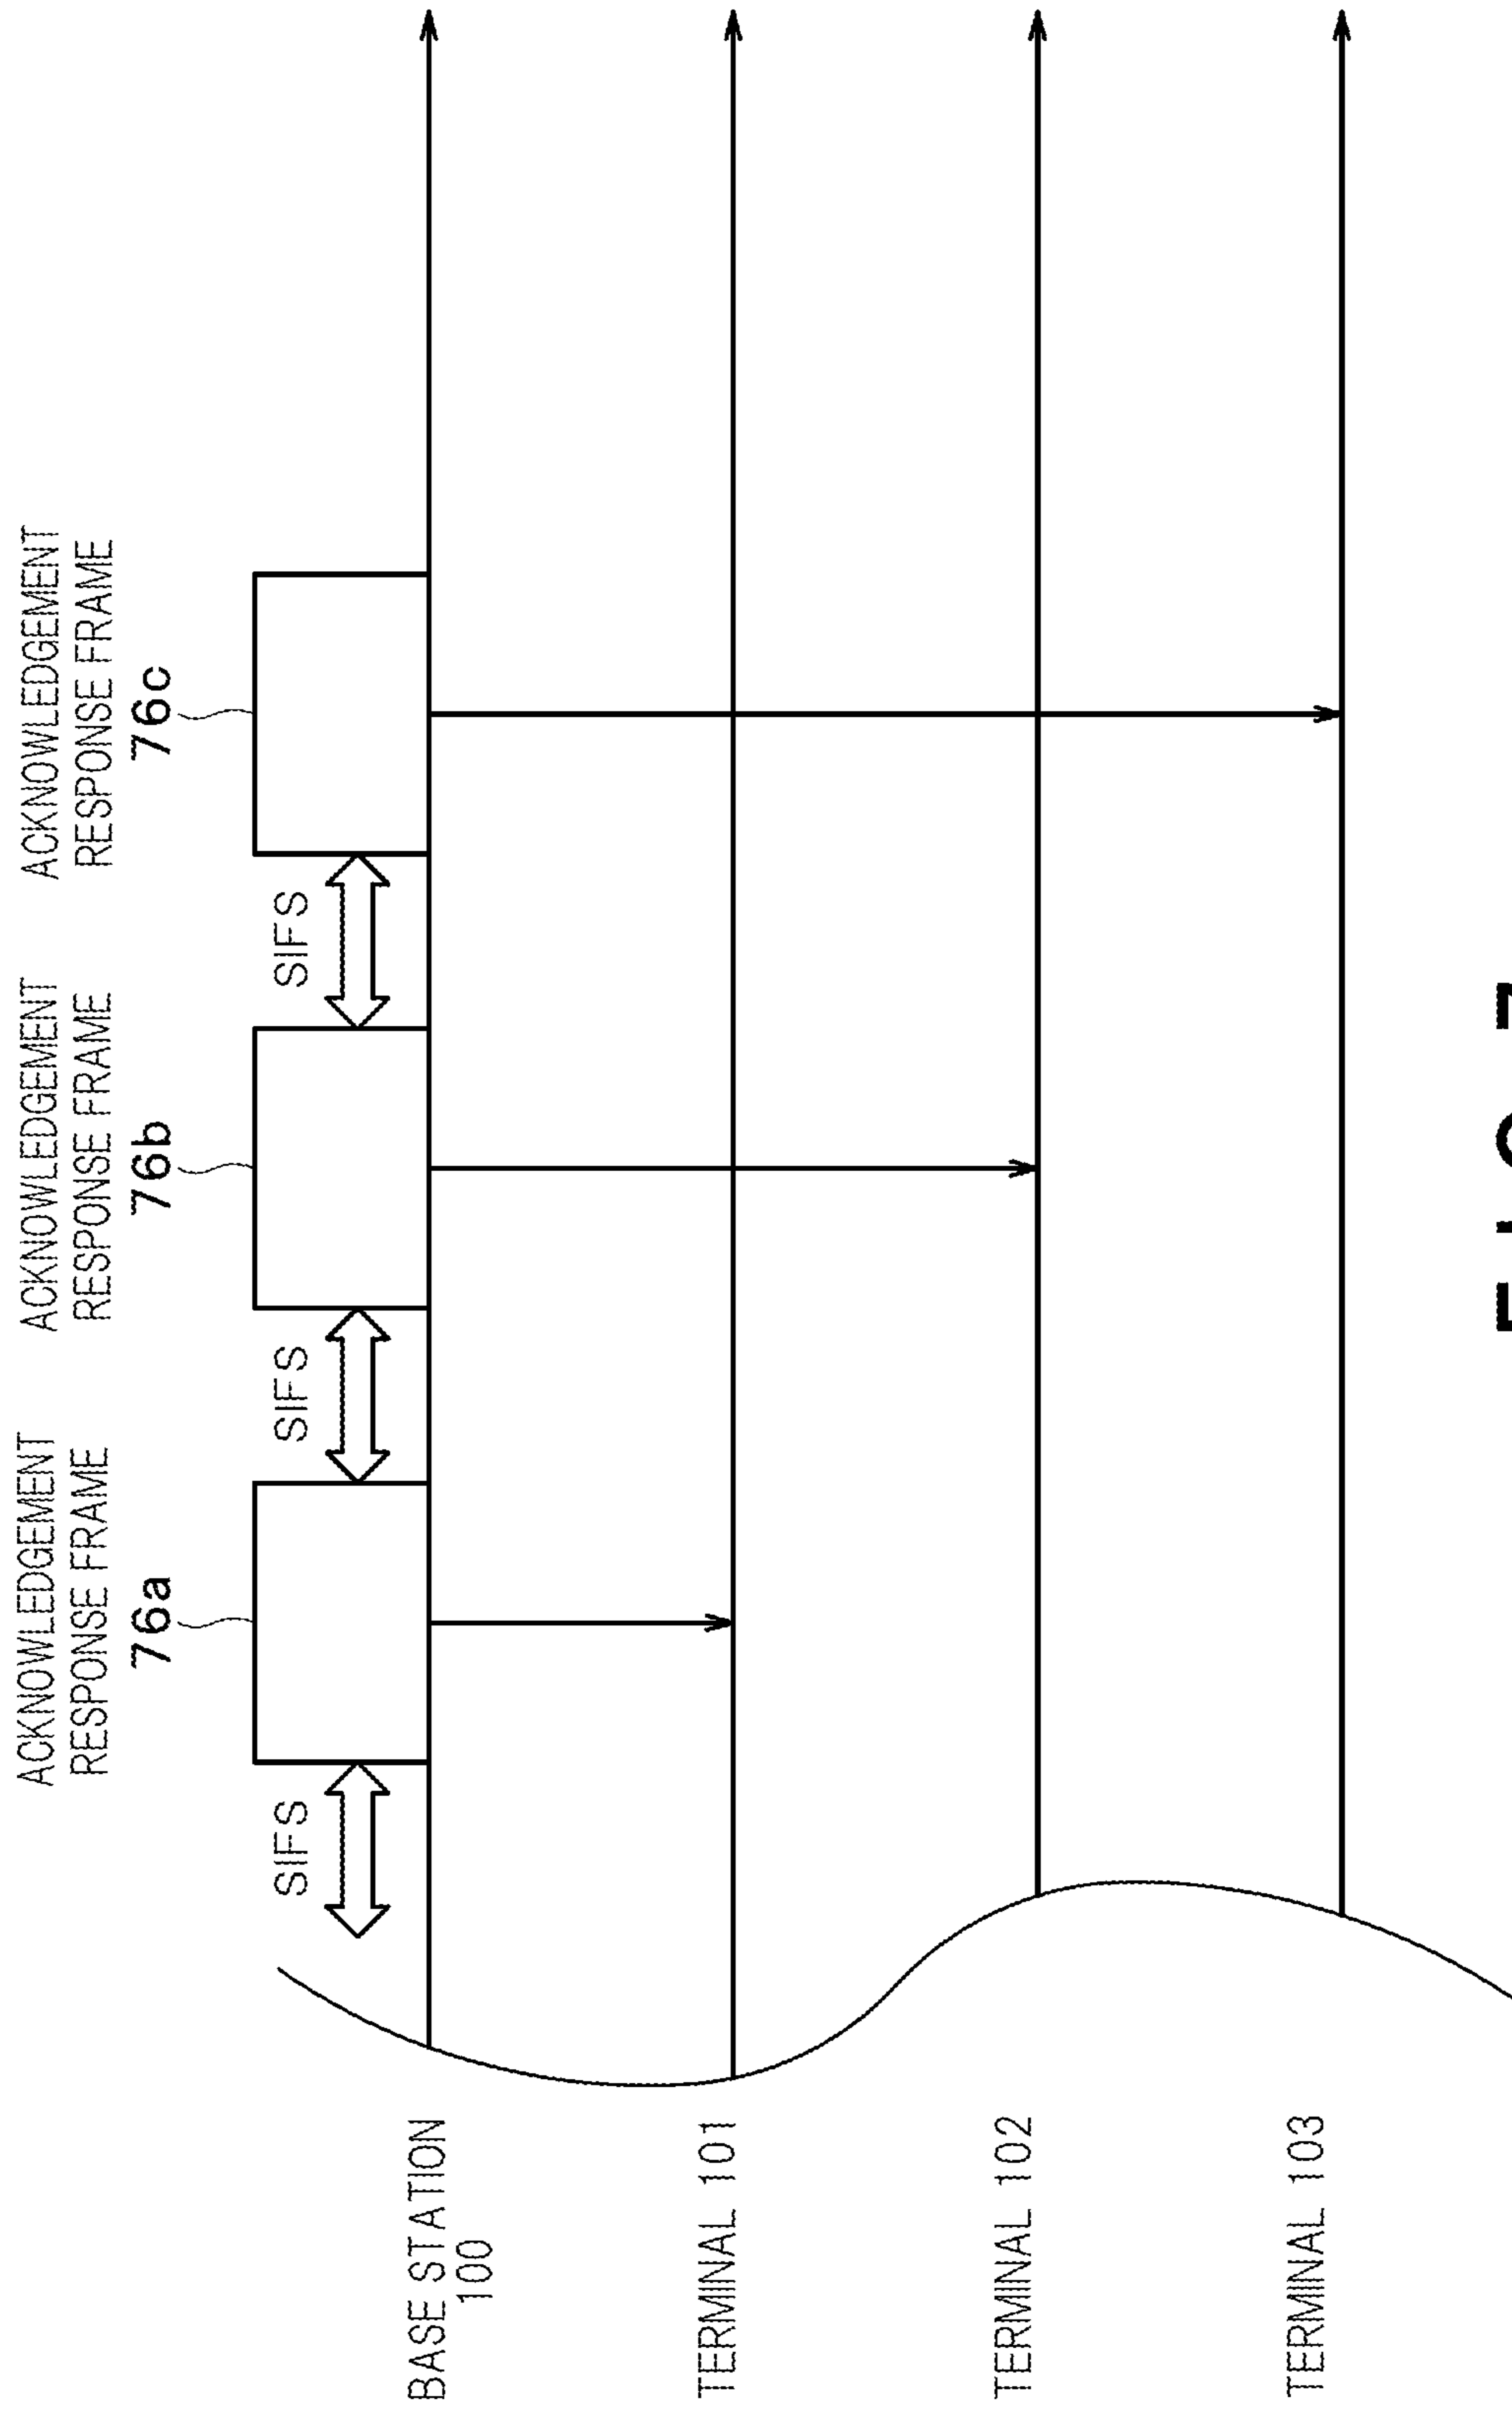 ACKNOWLEDGEMENT
RESPONSE FRAME
76a
ACKNOWLEDGEMENT
RESPONSE FRAME
76b
ACKNOWLEDGEMENT
RESPONSE FRAME
76c
SIFS
SIFS
SIFS
BASE STATION
100
TERMINAL 101
TERMINAL 102
TERMINAL 103